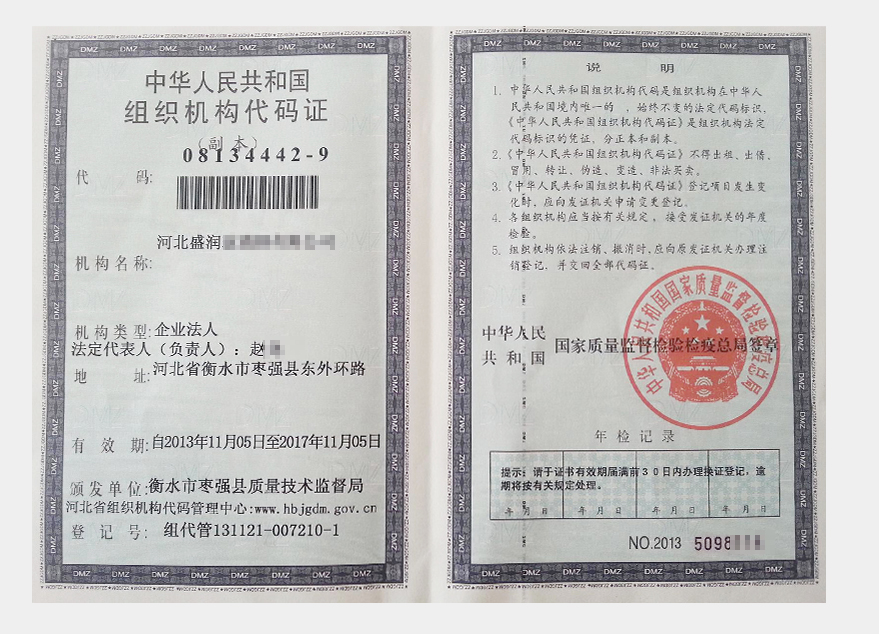 中华人民共和国
组织机构代码证
（副本）
代 码: 08134442-9
机构名称: 河北盛润
机构类型: 企业法人
法定代表人（负责人）: 赵
地 址: 河北省衡水市枣强县东外环路
有 效 期: 自2013年11月05日至2017年11月05日
颁发单位: 衡水市枣强县质量技术监督局
河北省组织机构代码管理中心:www.hbjgdm.gov.cn
登 记 号: 组代管131121-007210-1
说 明
1. 中华人民共和国组织机构代码是组织机构在中华人
民共和国境内唯一的 、始终不变的法定代码标识，
《中华人民共和国组织机构代码证》是组织机构法定
代码标识的凭证，分正本和副本。
2.《中华人民共和国组织机构代码证》不得出租、出借、
冒用、转让、伪造、变造、非法买卖。
3.《中华人民共和国组织机构代码证》登记项目发生变
化时，应向发证机关申请变更登记。
4. 各组织机构应当按有关规定，接受发证机关的年度
检验。
5. 组织机构依法注销、撤消时，应向原发证机关办理注
销登记，并交回全部代码证。
中华人民
共 和 国 国家质量监督检验检疫总局签章
中华人民共和国国家质量监督检验检疫总局
年 检 记 录
提示：请于证书有效期届满前30日内办理换证登记，逾
期将按有关规定处理。
年 月 日 年 月 日 年 月 日 年 月 日
NO.2013 5098